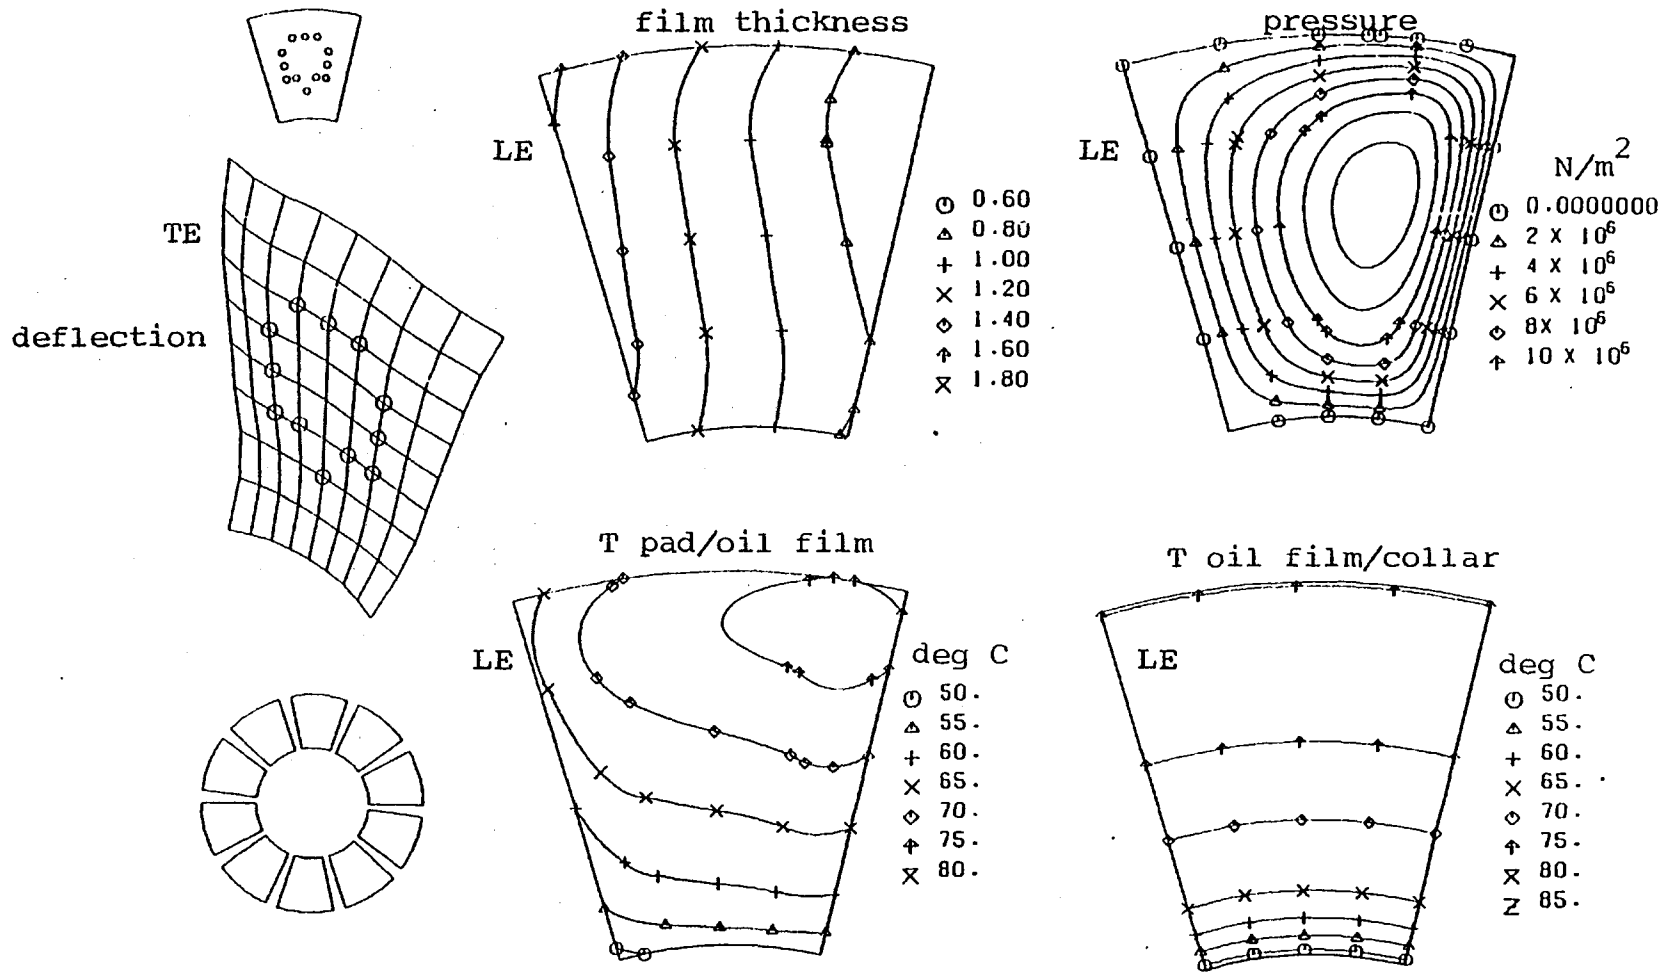 film thickness
pressure
LE
LE
N/m2
0.60
0.80
1.00
1.20
1.40
1.60
1.80
0.0000000
2 X 10^6
4 X 10^6
6 X 10^6
8X 10^6
10 X 10^6
TE
deflection
T pad/oil film
T oil film/collar
LE
deg C
50.
55.
60.
65.
70.
75.
80.
LE
deg C
50.
55.
60.
65.
70.
75.
80.
85.